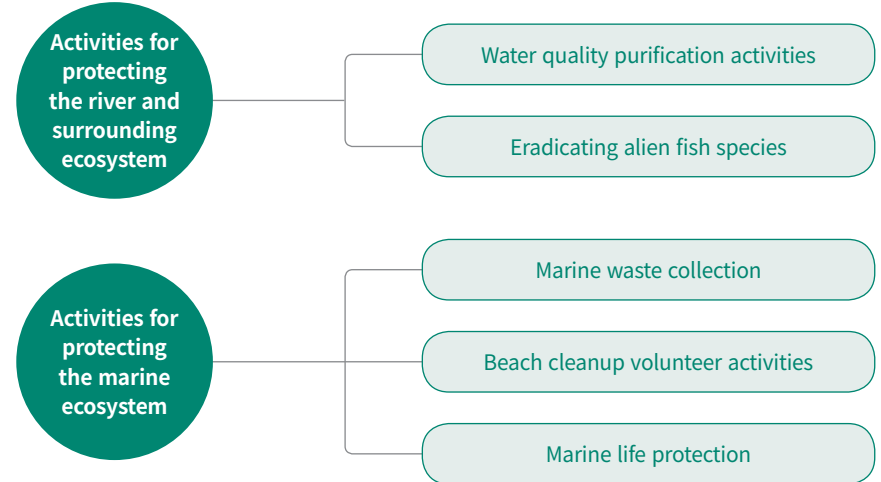 Activities for
protecting
the river and
surrounding
ecosystem
Water quality purification activities
Eradicating alien fish species
Activities for
protecting
the marine
ecosystem
Marine waste collection
Beach cleanup volunteer activities
Marine life protection